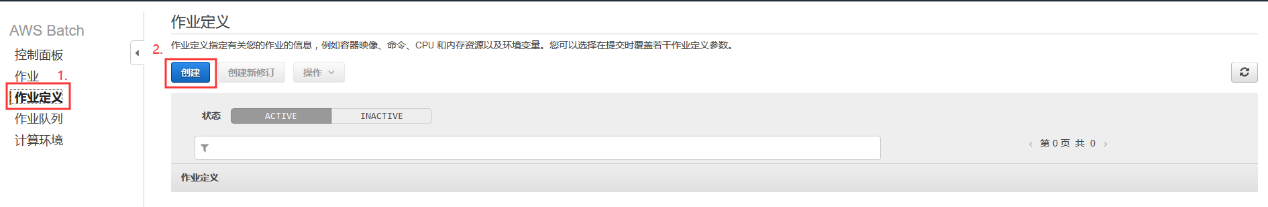 AWS Batch
控制面板
作业
1.
作业定义
作业队列
计算环境
作业定义
2.
作业定义指定有关您的作业的信息，例如容器映像、命令、CPU 和内存资源以及环境变量。您可以选择在提交时覆盖若干作业定义参数。
创建 创建新修订 操作
状态 ACTIVE INACTIVE
‹ 第 0 页 共 0 ›
作业定义